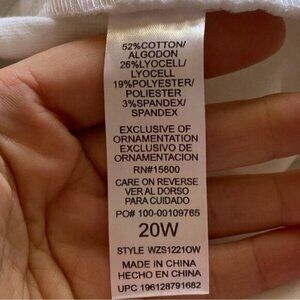 52%COTTON/
ALGODON
26%LYOCELL/
LYOCELL
19%POLYESTER/
POLIESTER
3%SPANDEX/
SPANDEX
EXCLUSIVE OF
ORNAMENTATION
EXCLUSIVO DE
ORNAMENTACION
RN#15600
CARE ON REVERSE
VER AL DORSO
PARA CUIDADO
PO# 100-00109765
20W
STYLE WZS1221OW
MADE IN CHINA
HECHO EN CHINA
UPC 196128791682